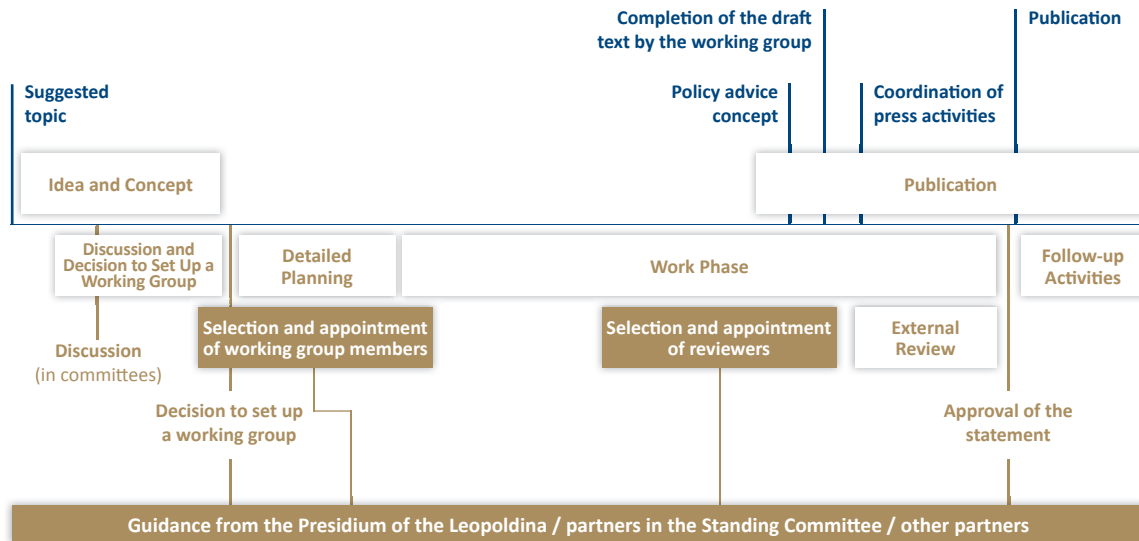 Completion of the draft
text by the working group
Publication
Suggested
topic
Policy advice
concept
Coordination of
press activities
Idea and Concept
Publication
Discussion and
Decision to Set Up a
Working Group
Detailed
Planning
Work Phase
Follow-up
Activities
Selection and appointment
of working group members
Selection and appointment
of reviewers
External
Review
Discussion
(in committees)
Decision to set up
a working group
Approval of the
statement
Guidance from the Presidium of the Leopoldina / partners in the Standing Committee / other partners